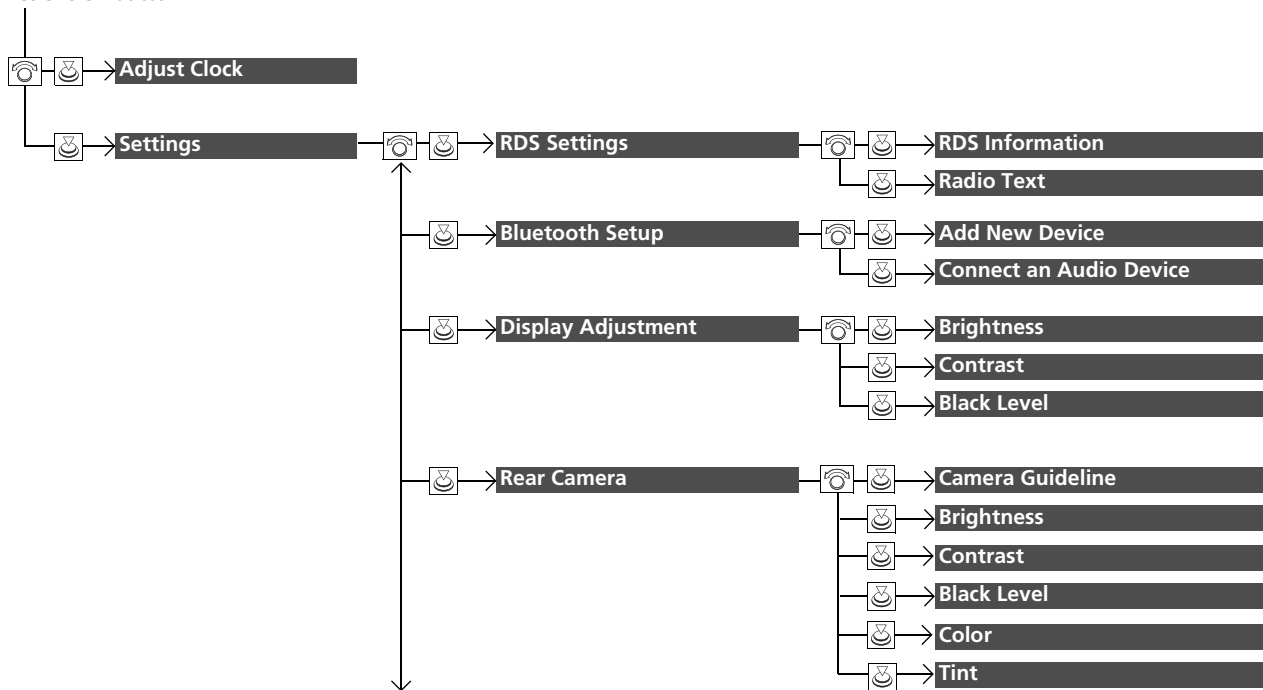 Adjust Clock
Settings
RDS Settings
RDS Information
Radio Text
Bluetooth Setup
Add New Device
Connect an Audio Device
Display Adjustment
Brightness
Contrast
Black Level
Rear Camera
Camera Guideline
Brightness
Contrast
Black Level
Color
Tint